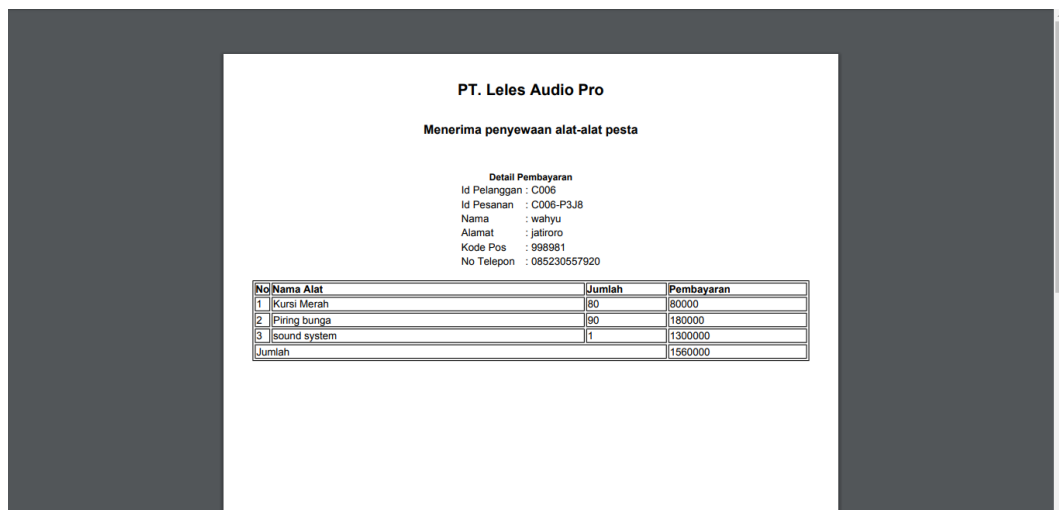 PT. Leles Audio Pro
Menerima penyewaan alat-alat pesta
Detail Pembayaran
Id Pelanggan : C006
Id Pesanan : C006-P3J8
Nama : wahyu
Alamat : jatiroro
Kode Pos : 998981
No Telepon : 085230557920
No Nama Alat Jumlah Pembayaran
1 Kursi Merah 80 80000
2 Piring bunga 90 180000
3 sound system 1 1300000
Jumlah 1560000